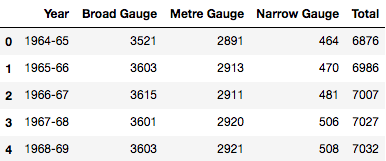 Year Broad Gauge Metre Gauge Narrow Gauge Total
0 1964-65 3521 2891 464 6876
1 1965-66 3603 2913 470 6986
2 1966-67 3615 2911 481 7007
3 1967-68 3601 2920 506 7027
4 1968-69 3603 2921 508 7032